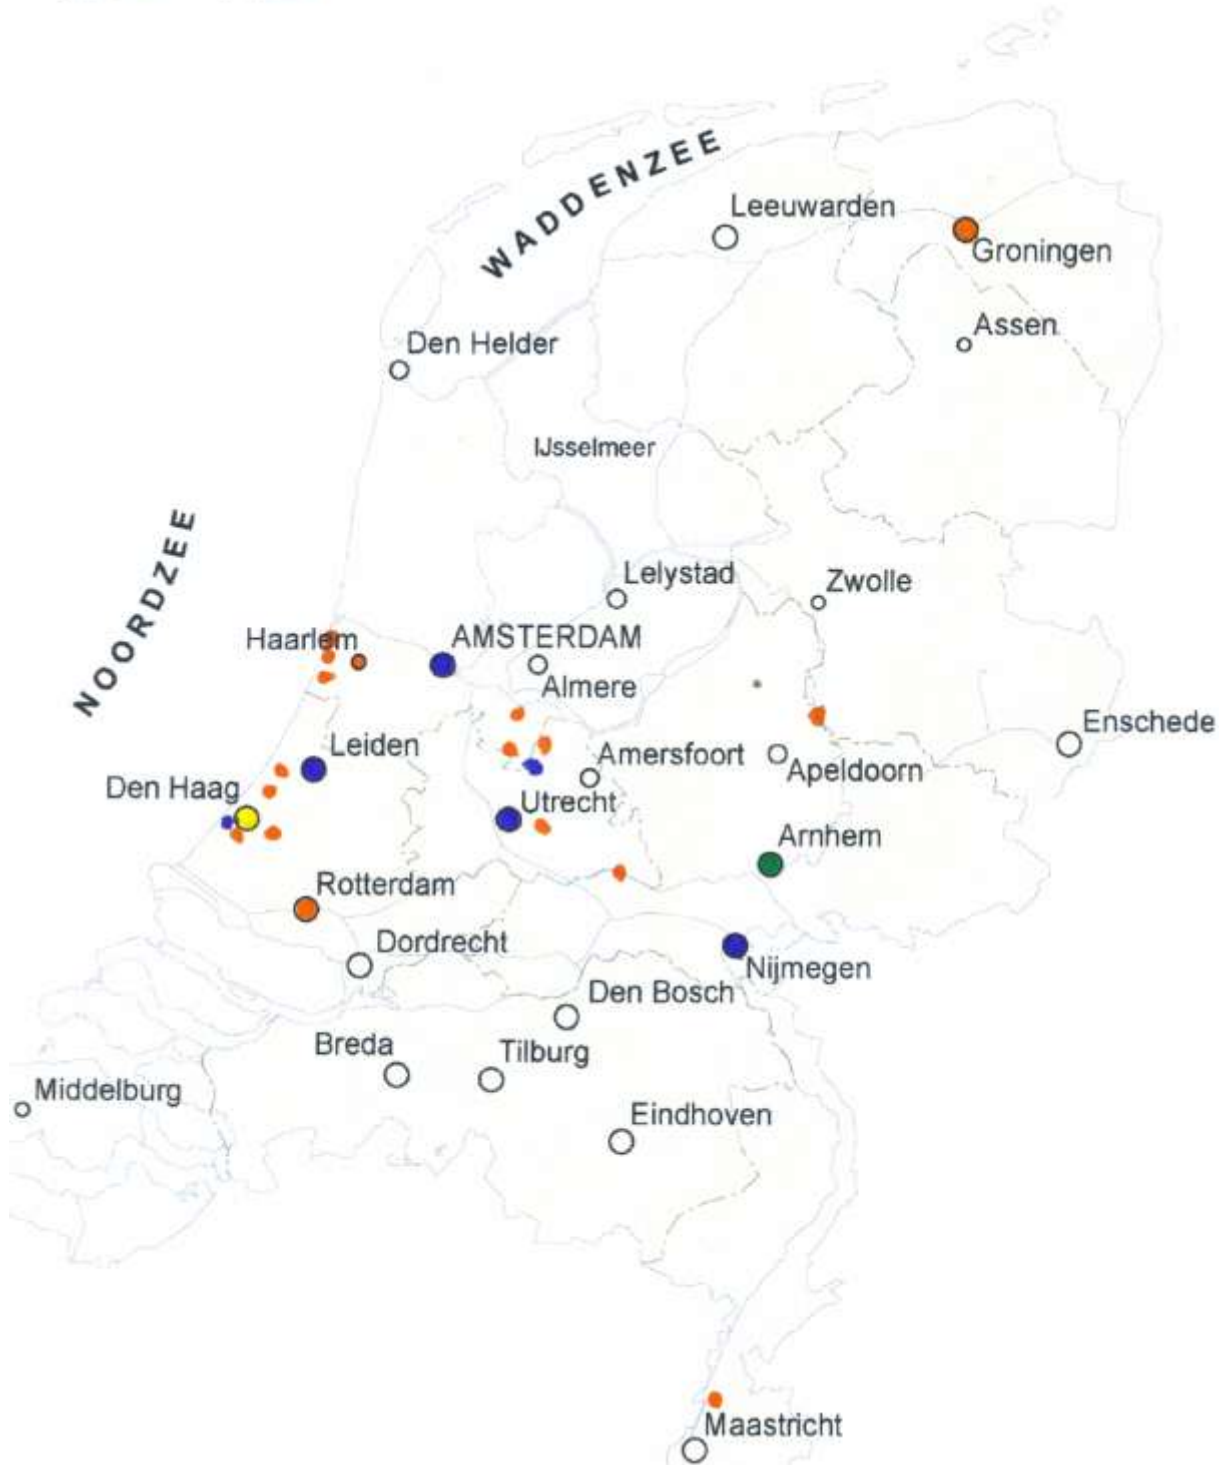 WADDENZEE
Leeuwarden
Groningen
Assen
Den Helder
IJsselmeer
NOORDZEE
Lelystad
Zwolle
Haarlem
AMSTERDAM
Almere
Enschede
Leiden
Amersfoort
Apeldoorn
Den Haag
Utrecht
Arnhem
Rotterdam
Dordrecht
Nijmegen
Den Bosch
Breda
Tilburg
Middelburg
Eindhoven
Maastricht